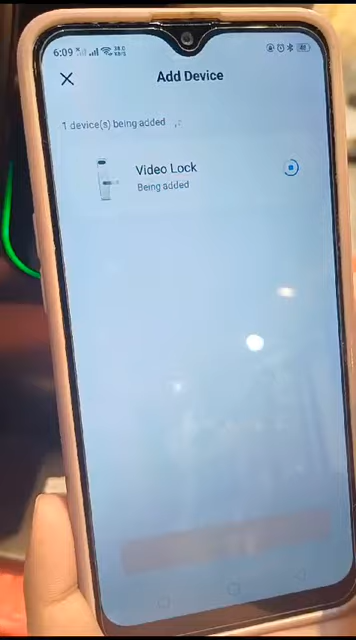 6:09
Add Device
1 device(s) being added
Video Lock
Being added